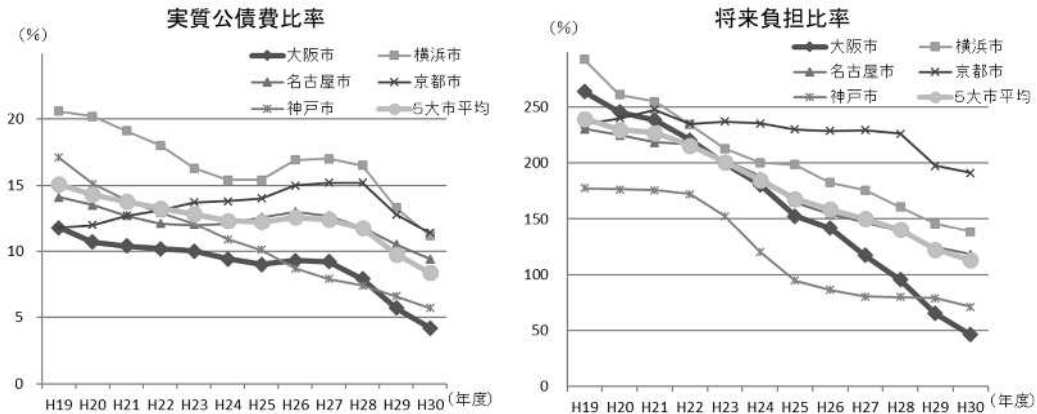 実質公債費比率
(%)
大阪市
横浜市
名古屋市
京都市
神戸市
5大市平均
20
15
10
5
0
H19 H20 H21 H22 H23 H24 H25 H26 H27 H28 H29 H30 (年度)
将来負担比率
(%)
大阪市
横浜市
名古屋市
京都市
神戸市
5大市平均
250
200
150
100
50
0
H19 H20 H21 H22 H23 H24 H25 H26 H27 H28 H29 H30 (年度)